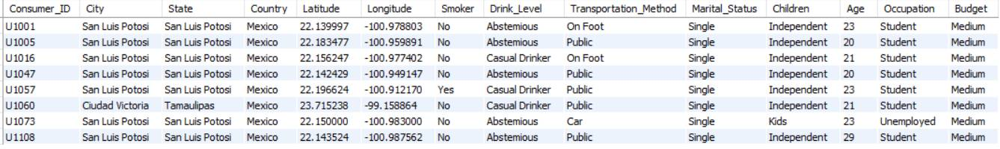 Consumer_ID City State Country Latitude Longitude Smoker Drink_Level Transportation_Method Marital_Status Children Age Occupation Budget
U1001 San Luis Potosi San Luis Potosi Mexico 22.139997 -100.978803 No Abstemious On Foot Single Independent 23 Student Medium
U1005 San Luis Potosi San Luis Potosi Mexico 22.183477 -100.959891 No Abstemious Public Single Independent 20 Student Medium
U1016 San Luis Potosi San Luis Potosi Mexico 22.156247 -100.977402 No Casual Drinker On Foot Single Independent 21 Student Medium
U1047 San Luis Potosi San Luis Potosi Mexico 22.142429 -100.949147 No Abstemious Public Single Independent 20 Student Medium
U1057 San Luis Potosi San Luis Potosi Mexico 22.196624 -100.912170 Yes Casual Drinker Public Single Independent 23 Student Medium
U1060 Ciudad Victoria Tamaulipas Mexico 23.715238 -99.158864 No Casual Drinker Public Single Independent 21 Student Medium
U1073 San Luis Potosi San Luis Potosi Mexico 22.150000 -100.983000 No Abstemious Car Single Kids 23 Unemployed Medium
U1108 San Luis Potosi San Luis Potosi Mexico 22.143524 -100.987562 No Abstemious Public Single Independent 29 Student Medium